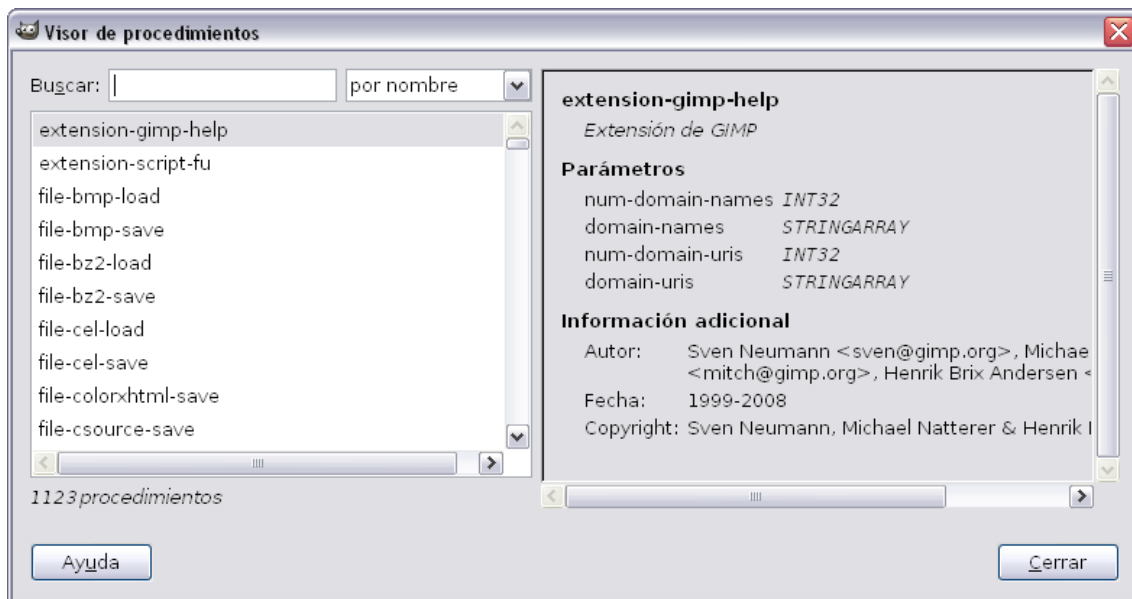 Visor de procedimientos
Buscar:
por nombre
extension-gimp-help
extension-script-fu
file-bmp-load
file-bmp-save
file-bz2-load
file-bz2-save
file-cel-load
file-cel-save
file-colorxhtml-save
file-csource-save
1123 procedimientos
extension-gimp-help
Extensión de GIMP
Parámetros
num-domain-names INT32
domain-names STRINGARRAY
num-domain-uris INT32
domain-uris STRINGARRAY
Información adicional
Autor: Sven Neumann <sven@gimp.org>, Michae
<mitch@gimp.org>, Henrik Brix Andersen <
Fecha: 1999-2008
Copyright: Sven Neumann, Michael Natterer & Henrik
Ayuda
Cerrar